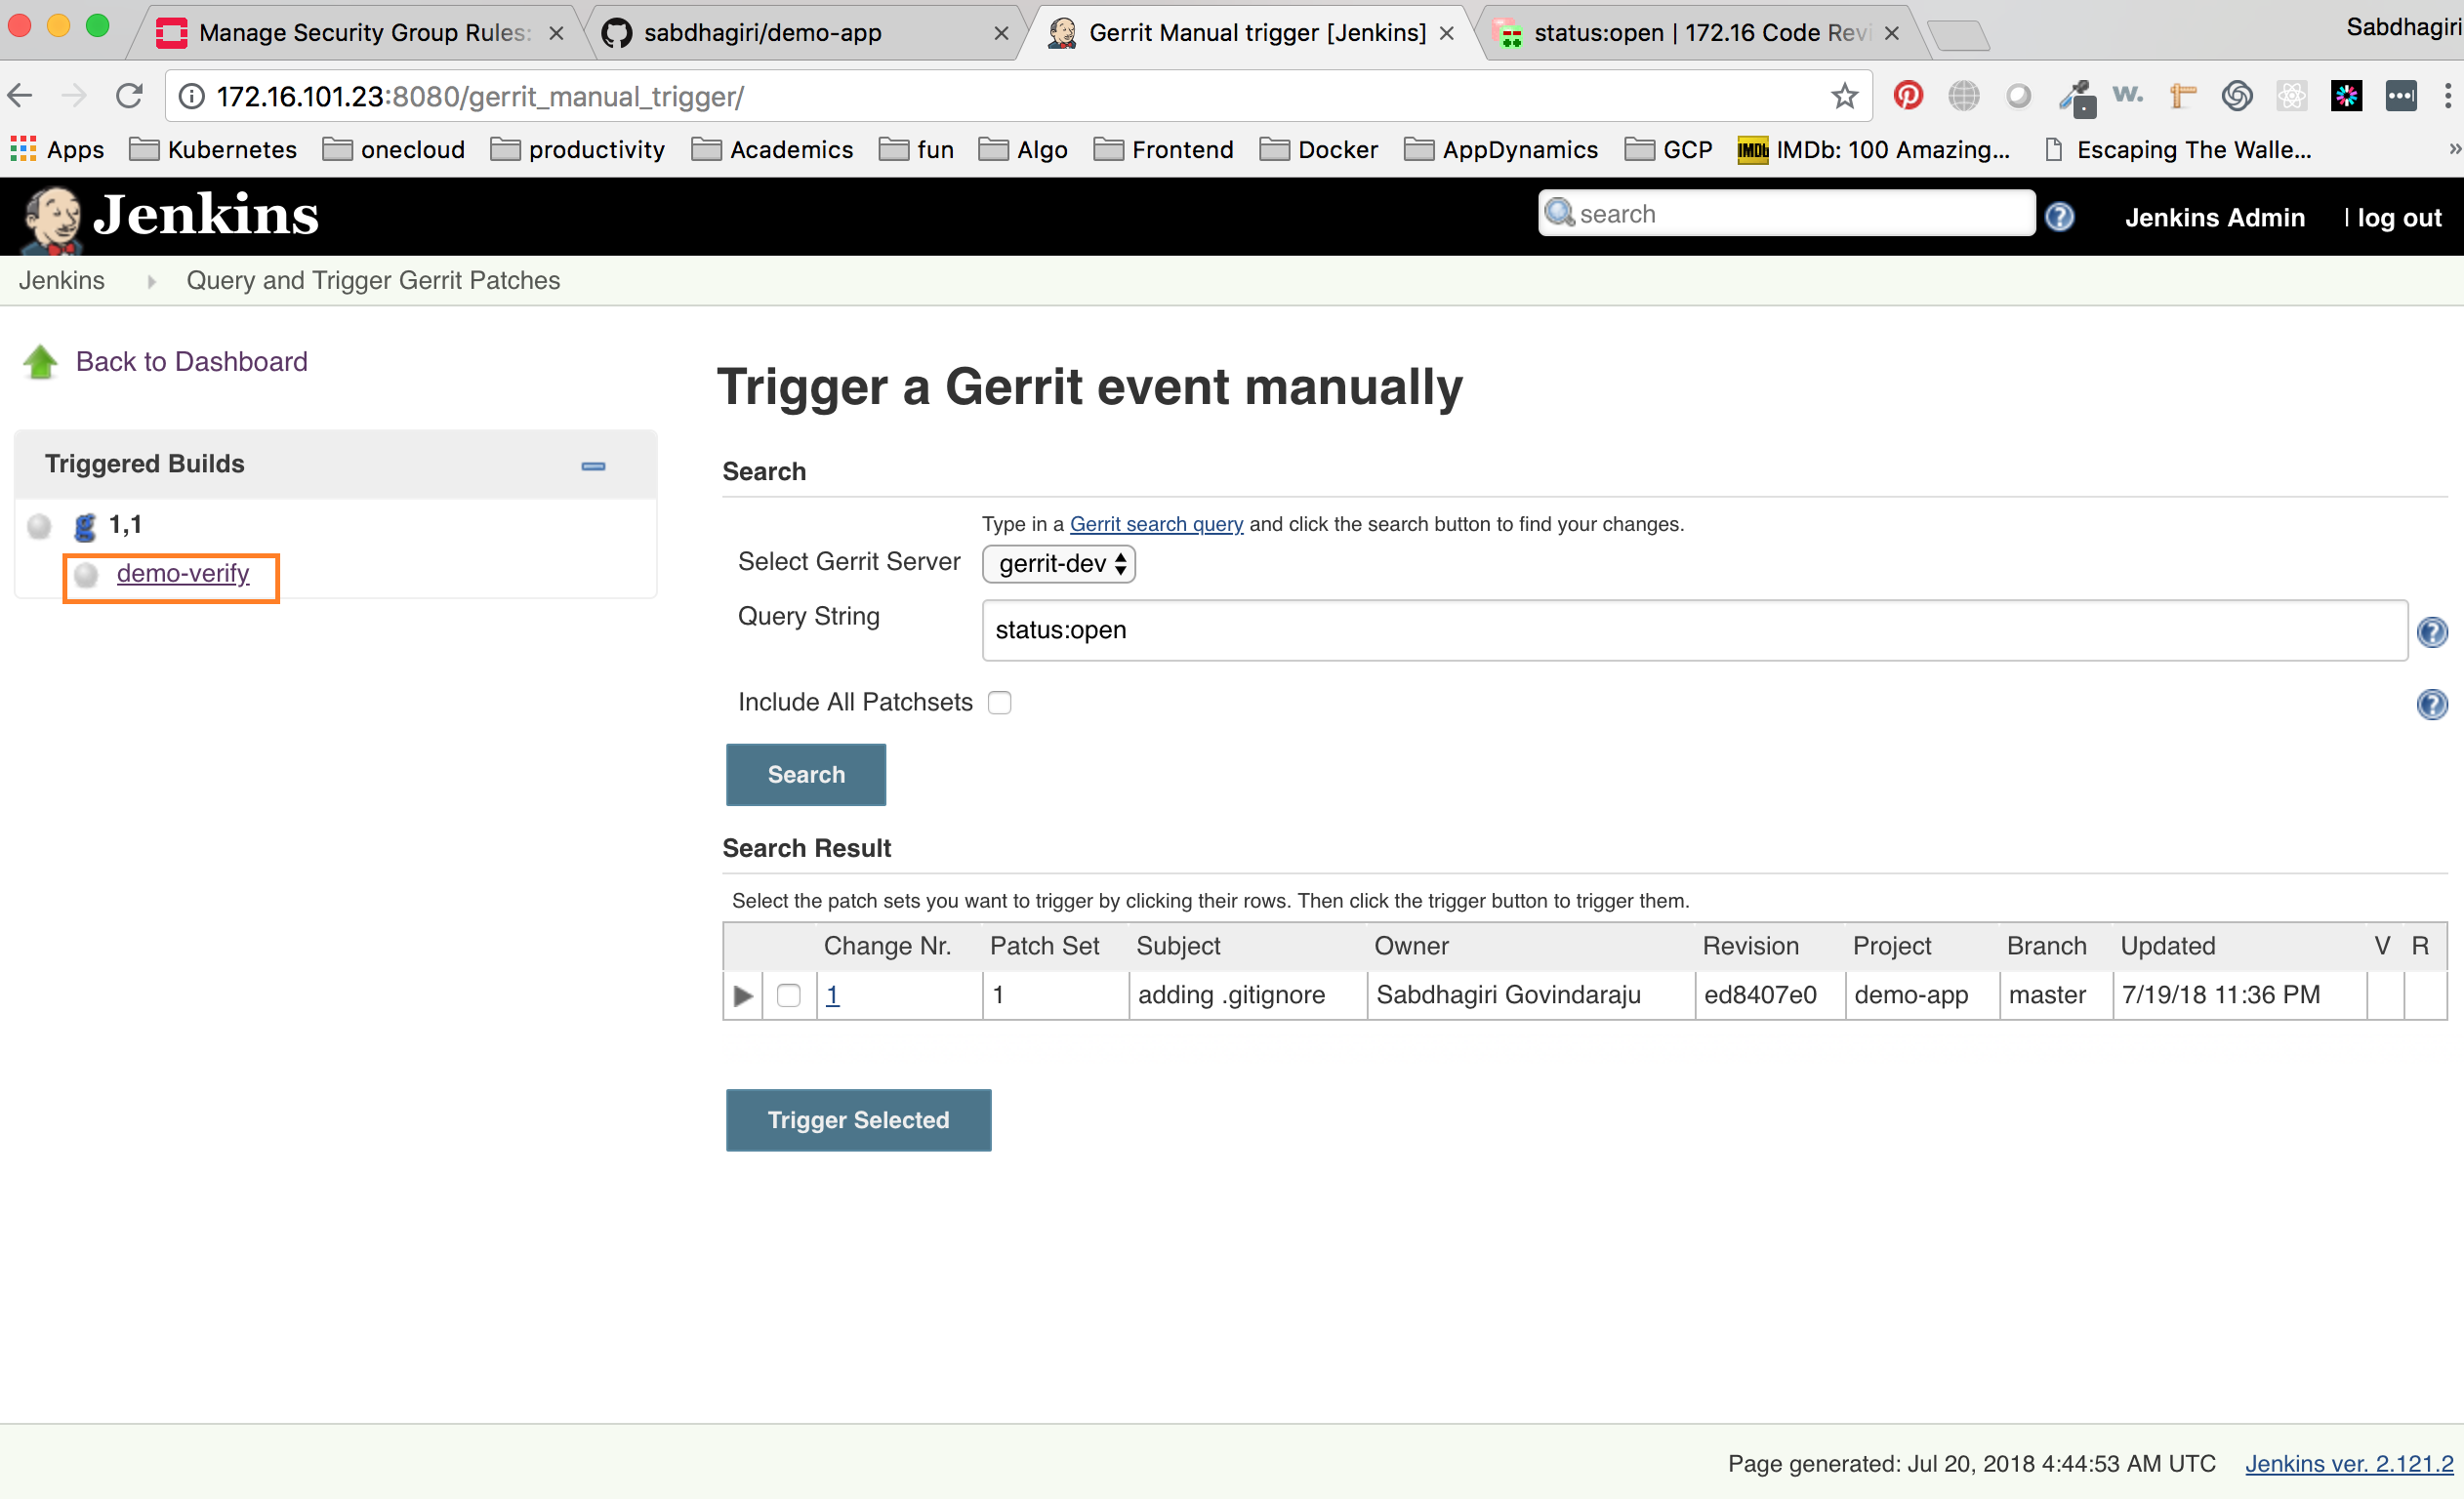 Manage Security Group Rules:
sabdhagiri/demo-app
Gerrit Manual trigger [Jenkins]
status:open | 172.16 Code Revi
Sabdhagiri
172.16.101.23:8080/gerrit_manual_trigger/
w.
Apps
Kubernetes
onecloud
productivity
Academics
fun
Algo
Frontend
Docker
AppDynamics
GCP
IMDb: 100 Amazing...
Escaping The Walle...
»
Jenkins
search
Jenkins Admin
| log out
Jenkins
Query and Trigger Gerrit Patches
Back to Dashboard
Triggered Builds
1,1
demo-verify
Trigger a Gerrit event manually
Search
Type in a Gerrit search query and click the search button to find your changes.
Select Gerrit Server gerrit-dev
Query String status:open
Include All Patchsets
Search
Search Result
Select the patch sets you want to trigger by clicking their rows. Then click the trigger button to trigger them.
Change Nr. Patch Set Subject Owner Revision Project Branch Updated V R
1 1 adding .gitignore Sabdhagiri Govindaraju ed8407e0 demo-app master 7/19/18 11:36 PM
Trigger Selected
Page generated: Jul 20, 2018 4:44:53 AM UTC Jenkins ver. 2.121.2